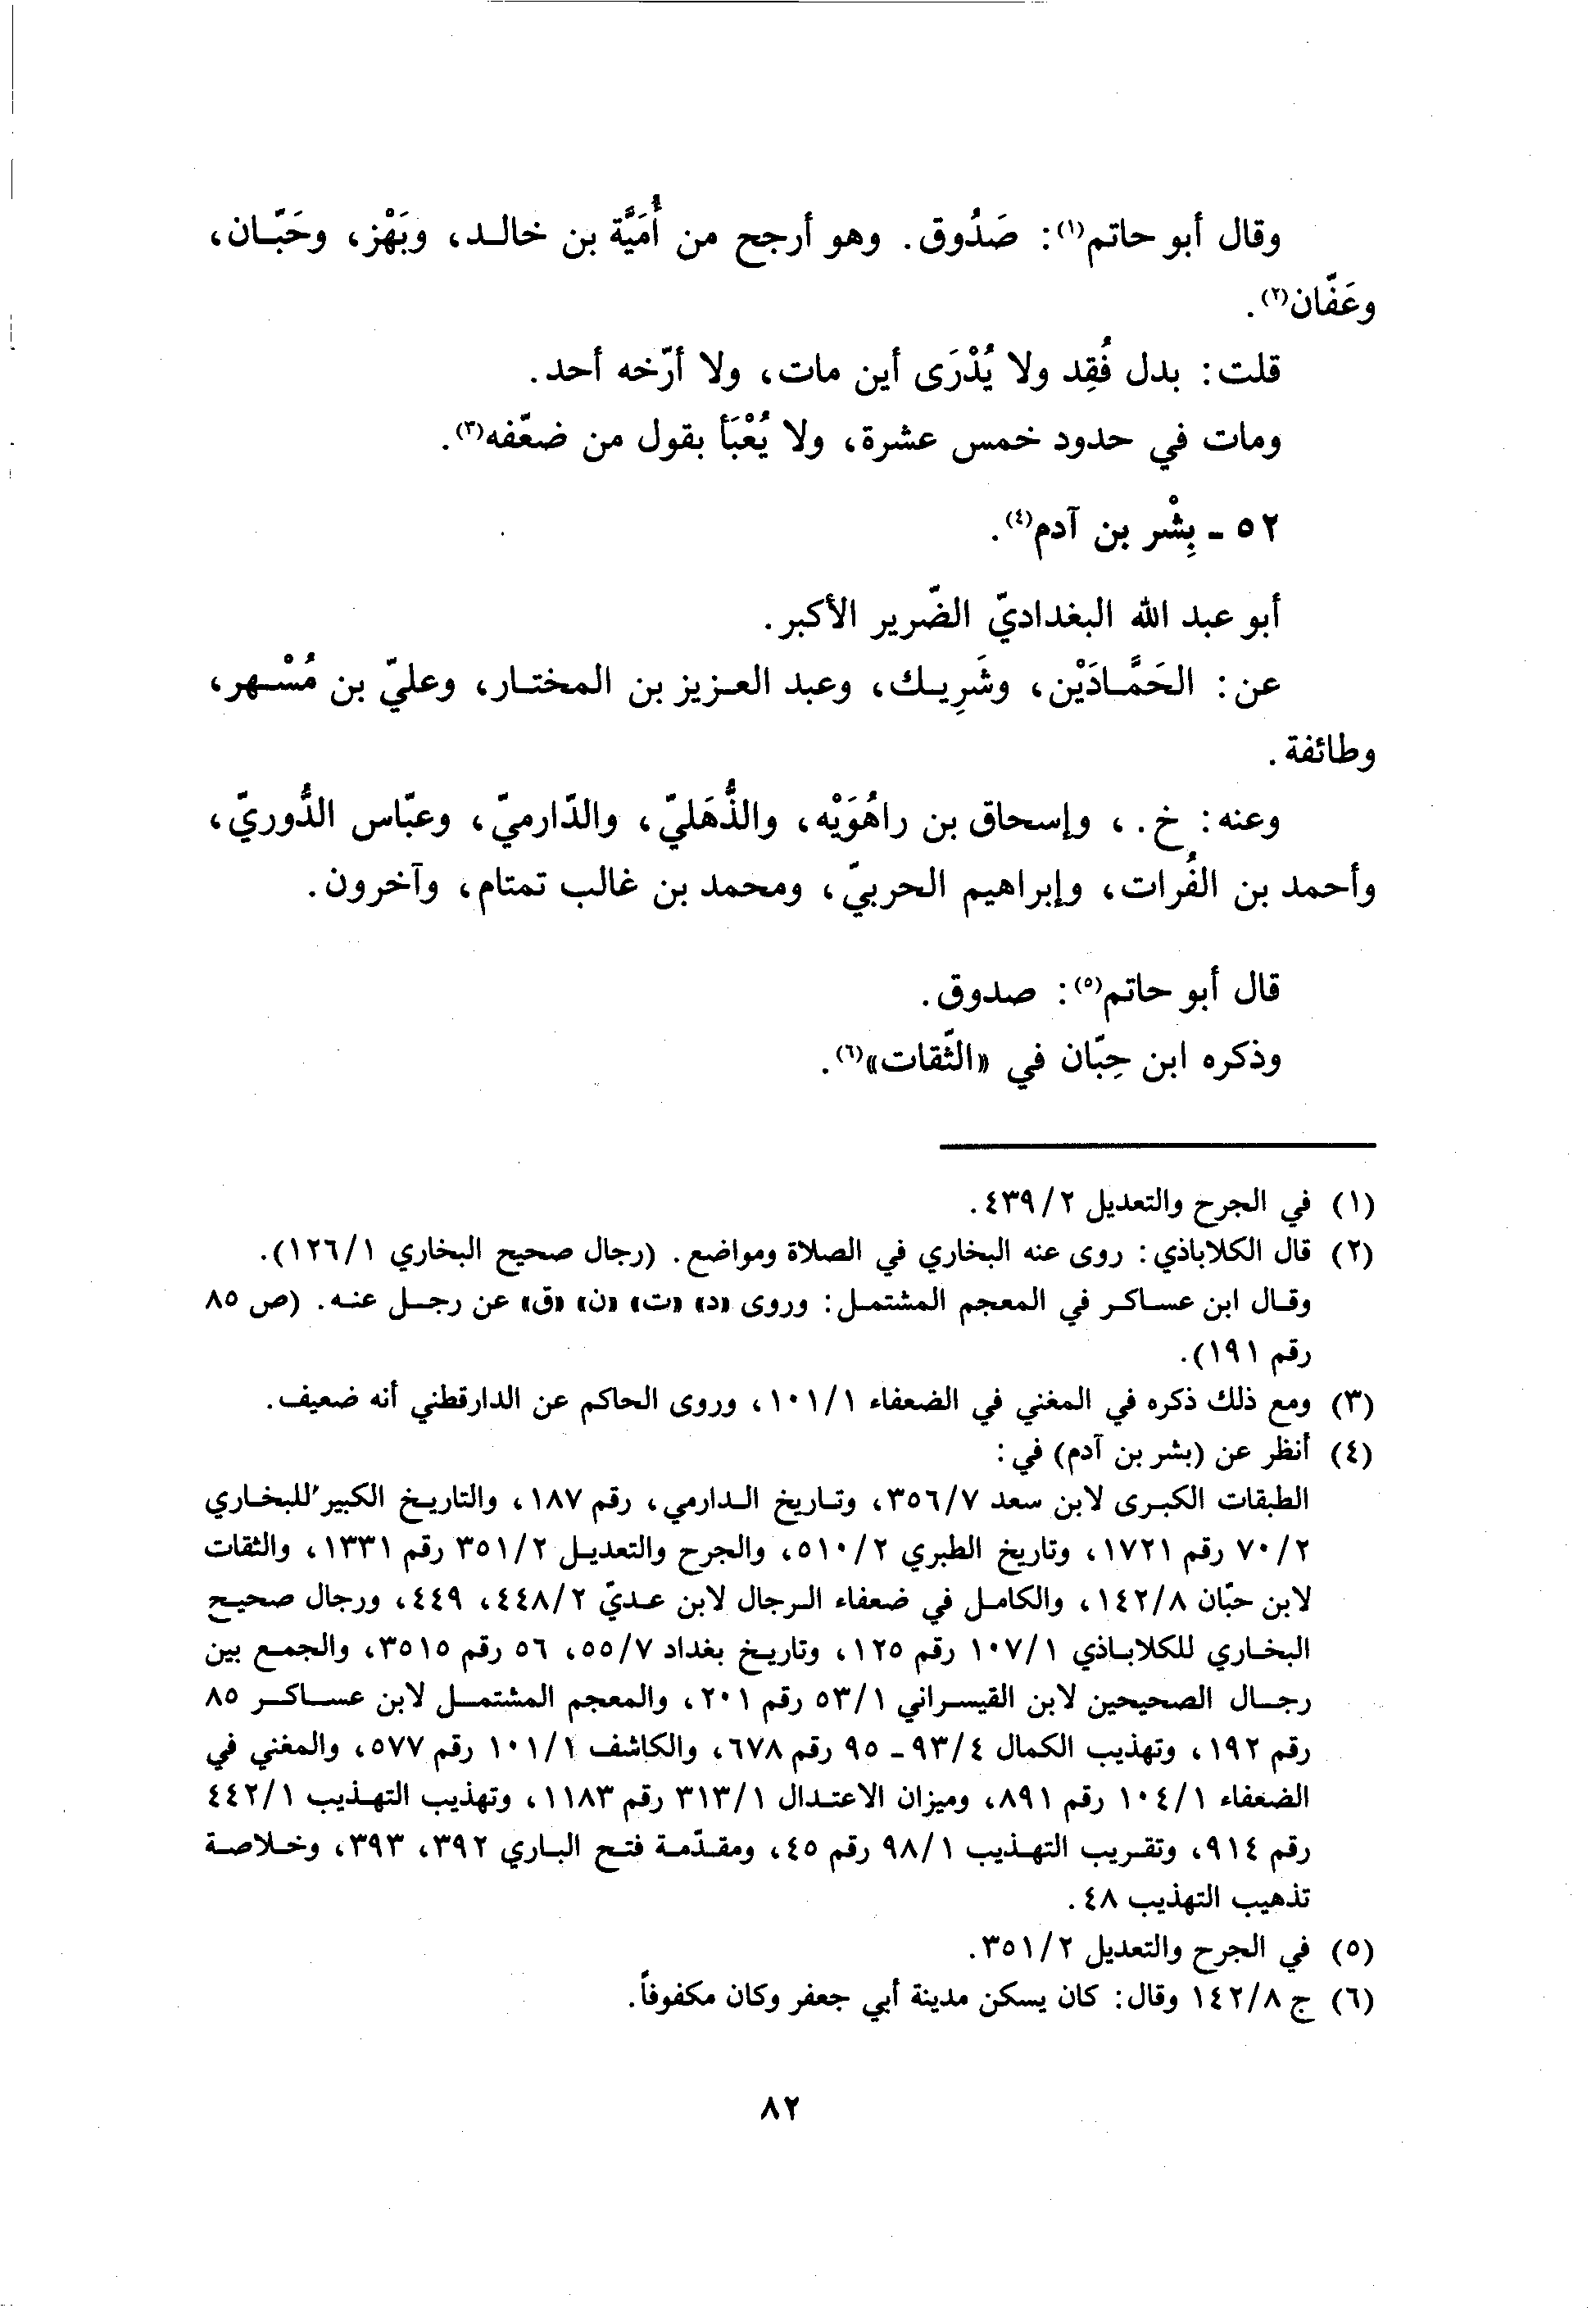 وقال أبو حاتم(١): صَدُوق. وهو أرجح من أُمَيَّة بن خالد، وبَهْز، وحَبّان،
وعَفّان(٢).
قلت: بدل فُقِد ولا يُدْرَى أين مات، ولا أرّخه أحد.
ومات في حدود خمس عشرة، ولا يُعْبَأ بقول من ضعّفه(٣).
٥٢ - بِشْر بن آدم(٤).
أبو عبد الله البغداديّ الضّرير الأكبر.
عن: الحَمَّادَيْن، وشَرِيك، وعبد العزيز بن المختار، وعليّ بن مُسْهر،
وطائفة.
وعنه: خ.، وإسحاق بن راهُوَيْه، والذُّهَليّ، والدّارميّ، وعبّاس الدُّوريّ،
وأحمد بن الفُرات، وإبراهيم الحربيّ، ومحمد بن غالب تمتام، وآخرون.
قال أبو حاتم(٥): صدوق.
وذكره ابن حِبّان في «الثّقات»(٦).
(١) في الجرح والتعديل ٤٣٩/٢.
(٢) قال الكلاباذي: روى عنه البخاري في الصلاة ومواضع. (رجال صحيح البخاري ١٢٦/١).
وقال ابن عساكر في المعجم المشتمل: وروى «د» «ت» «ن» «ق» عن رجل عنه. (ص ٨٥
رقم ١٩١).
(٣) ومع ذلك ذكره في المغني في الضعفاء ١٠١/١، وروى الحاكم عن الدارقطني أنه ضعيف.
(٤) أنظر عن (بشر بن آدم) في:
الطبقات الكبرى لابن سعد ٣٥٦/٧، وتاريخ الدارمي، رقم ١٨٧، والتاريخ الكبير للبخاري
٧٠/٢ رقم ١٧٢١، وتاريخ الطبري ٥١٠/٢، والجرح والتعديل ٣٥١/٢ رقم ١٣٣١، والثقات
لابن حبّان ١٤٢/٨، والكامل في ضعفاء الرجال لابن عديّ ٤٤٨/٢، ٤٤٩، ورجال صحيح
البخاري للكلاباذي ١٠٧/١ رقم ١٢٥، وتاريخ بغداد ٥٥/٧، ٥٦ رقم ٣٥١٥، والجمع بين
رجال الصحيحين لابن القيسراني ٥٣/١ رقم ٢٠١، والمعجم المشتمل لابن عساكر ٨٥
رقم ١٩٢، وتهذيب الكمال ٩٣/٤ - ٩٥ رقم ٦٧٨، والكاشف ١٠١/١ رقم ٥٧٧، والمغني في
الضعفاء ١٠٤/١ رقم ٨٩١، وميزان الاعتدال ٣١٣/١ رقم ١١٨٣، وتهذيب التهذيب ٤٤٢/١
رقم ٩١٤، وتقريب التهذيب ٩٨/١ رقم ٤٥، ومقدّمة فتح الباري ٣٩٢، ٣٩٣، وخلاصة
تذهيب التهذيب ٤٨.
(٥) في الجرح والتعديل ٣٥١/٢.
(٦) ج ١٤٢/٨ وقال: كان يسكن مدينة أبي جعفر وكان مكفوفاً.
٨٢